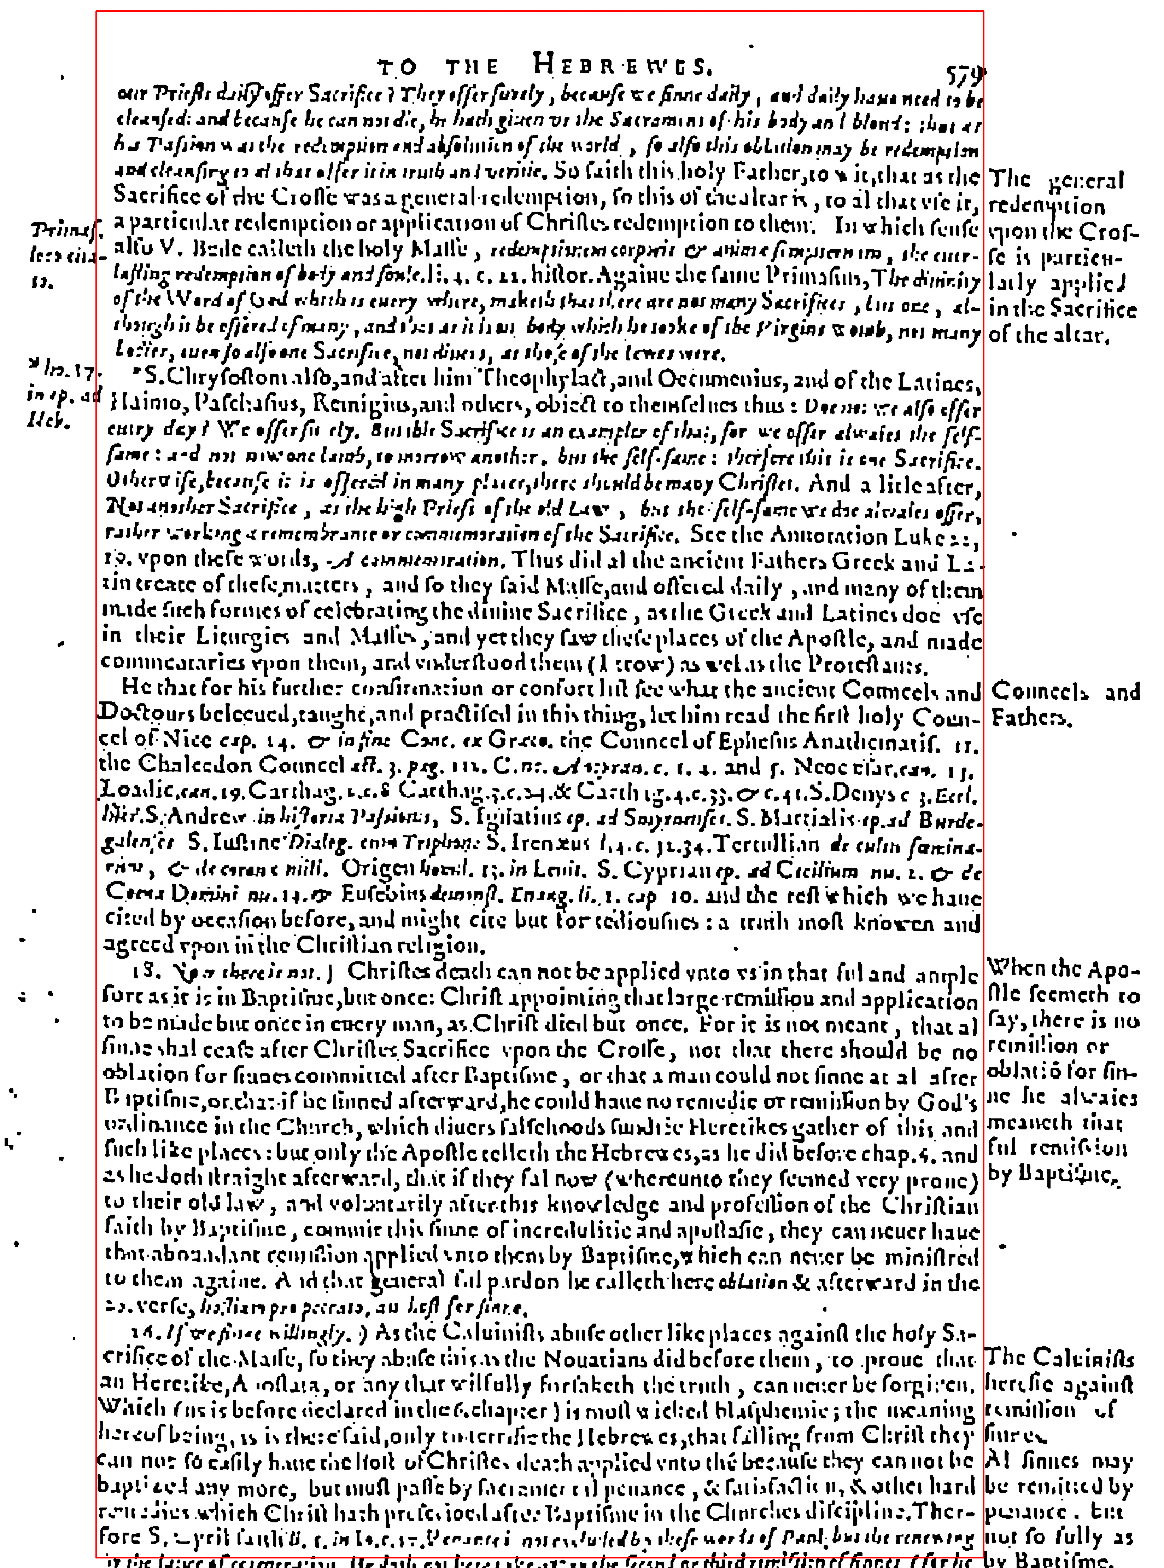 TO THE HEBREWES.
579
our Priests daily offer Sacrifice? They offer surely, because we sinne daily, and daily haue need to be
cleansed: and because he can not die, he hath giuen vs the Sacrament of his body and bloud: that as
his Passion was the redemption and absolution of the world, so also this oblation may be redemption
and cleansing to al that offer it in truth and veritie. So saith this holy Father, to wit, that as the
Sacrifice of the Crosse was a general redemption, so this of the altar is, to al that vse it,
a particular redemption or application of Christes redemption to them. In which sense
also V. Bede calleth the holy Masse, redemptionem corporis & animæ sempiternam, the euer-
lasting redemption of body and soule. li. 4. c. 22. histor. Againe the same Primasius, The diuinity
of the Word of God which is euery where, maketh that there are not many Sacrifices, but one, al-
though it be offered of many, and that as it is one body which he tooke of the Virgins womb, not many
bodies, euen so also one Sacrifice, not diuers, as those of the Iewes were.
*S. Chrysostom also, and after him Theophylact, and Oecumenius, and of the Latines,
Haimo, Paschasius, Remigius, and others, obiect to themselues thus: Doe not we also offer
euery day? We offer surely. But this Sacrifice is an exampler of that, for we offer alwaies the self-
same: and not now one lamb, to morrow another, but the self-same: therfore this is one Sacrifice.
Otherwise, because it is offered in many places, there should be many Christes. And a litle after,
Not another Sacrifice, as the high Priest of the old Law, but the self-same we doe alwaies offer,
rather working a remembrance or commemoration of the Sacrifice. See the Annotation Luke 22,
19. vpon these words, A commemoration. Thus did al the ancient Fathers Greek and La-
tin treate of these matters, and so they said Masse, and offered daily, and many of them
made such formes of celebrating the diuine Sacrifice, as the Greek and Latines doe vse
in their Liturgies and Masses, and yet they saw these places of the Apostle, and made
commentaries vpon them, and vnderstood them (I trow) as wel as the Protestants.
He that for his further confirmation or confort list see what the ancient Councels and
Doctours beleeued, taught, and practised in this thing, let him read the first holy Coun-
cel of Nice cap. 14. & in fine Conc. ex Græco. the Councel of Ephesus Anathematis. 11.
the Chalcedon Councel act. 3. pag. 112. Conc. Ancyran. c. 1. 4. and 5. Neocæsar. can. 13.
Laodic. can. 19. Carthag. 2. c. 8 Carthag. 3. c. 24. & Carthag. 4. c. 33. & c. 41. S. Denys c 3. Eccl.
Hier. S. Andrew in historia Passionis, S. Ignatius ep. ad Smyrnenses. S. Martialis ep. ad Burde-
galenses S. Iustine Dialog. cum Triphone S. Irenæus l. 4. c. 32. 34. Tertullian de cultu fœmina-
rum, & de corona milit. Origen homil. 13. in Leuit. S. Cyprian ep. ad Cecilium nu. 2. & de
Cœna Domini nu. 14. & Eusebius demonst. Euang. li. 1. cap 10. and the rest which we haue
cited by occasion before, and might cite but for tediousnes: a truth most knowen and
agreed vpon in the Christian religion.
18. Now there is not.) Christes death can not be applied vnto vs in that ful and ample
sort as it is in Baptisme, but once: Christ appointing that large remission and application
to be made but once in euery man, as Christ died but once. For it is not meant, that al
sinne shal cease after Christes Sacrifice vpon the Crosse, not that there should be no
oblation for sinnes committed after Baptisme, or that a man could not sinne at al after
Baptisme, or that if he sinned afterward, he could haue no remedie or remission by God's
ordinance in the Church, which diuers falsehoods sundrie Heretikes gather of this and
such like places: but only the Apostle telleth the Hebrewes, as he did before chap. 6. and
as he doth straight afterward, that if they fal now (whereunto they seemed very prone)
to their old law, and voluntarily after this knowledge and profession of the Christian
faith by Baptisme, commit this sinne of incredulitie and apostasie, they can neuer haue
that abundant remission applied vnto them by Baptisme, which can neuer be ministred
to them againe. And that general ful pardon he calleth here oblation & afterward in the
20. verse, hostiam pro peccato, an host for sinne.
26. If we sinne willingly.) As the Caluinists abuse other like places against the holy Sa-
crifice of the Masse, so they abuse this as the Nouatians did before them, to proue that
an Heretike, Apostata, or any that wilfully forsaketh the truth, can neuer be forgiuen.
Which (as is before declared in the 6. chapter) is most wicked blasphemie; the meaning
hereof being, as is there said, only to terrifie the Hebrewes, that falling from Christ they
can not so easily haue the Host of Christes death applied vnto thē because they can not be
baptized any more, but must passe by sacramental penance, & satisfaction, & other hard
remedies which Christ hath prescribed after Baptisme in the Churches discipline. Ther-
fore S. Cyril saith li. 5. in Io. c. 17. Penance is not excluded by these words of Paul, but the renewing
Primas.
loco cita-
to.
*ho. 17.
in ep. ad
Heb.
The general
redemption
vpon the Cros-
se is particu-
larly applied
in the Sacrifice
of the altar.
Councels and
Fathers.
When the Apo-
stle seemeth to
say, there is no
remission or
oblatiō for sin-
ne he alwaies
meaneth that
ful remission
by Baptisme.
The Caluinists
heresie against
remission of
sinnes.
Al sinnes may
be remitted by
penance, but
not so fully as
by Baptisme.